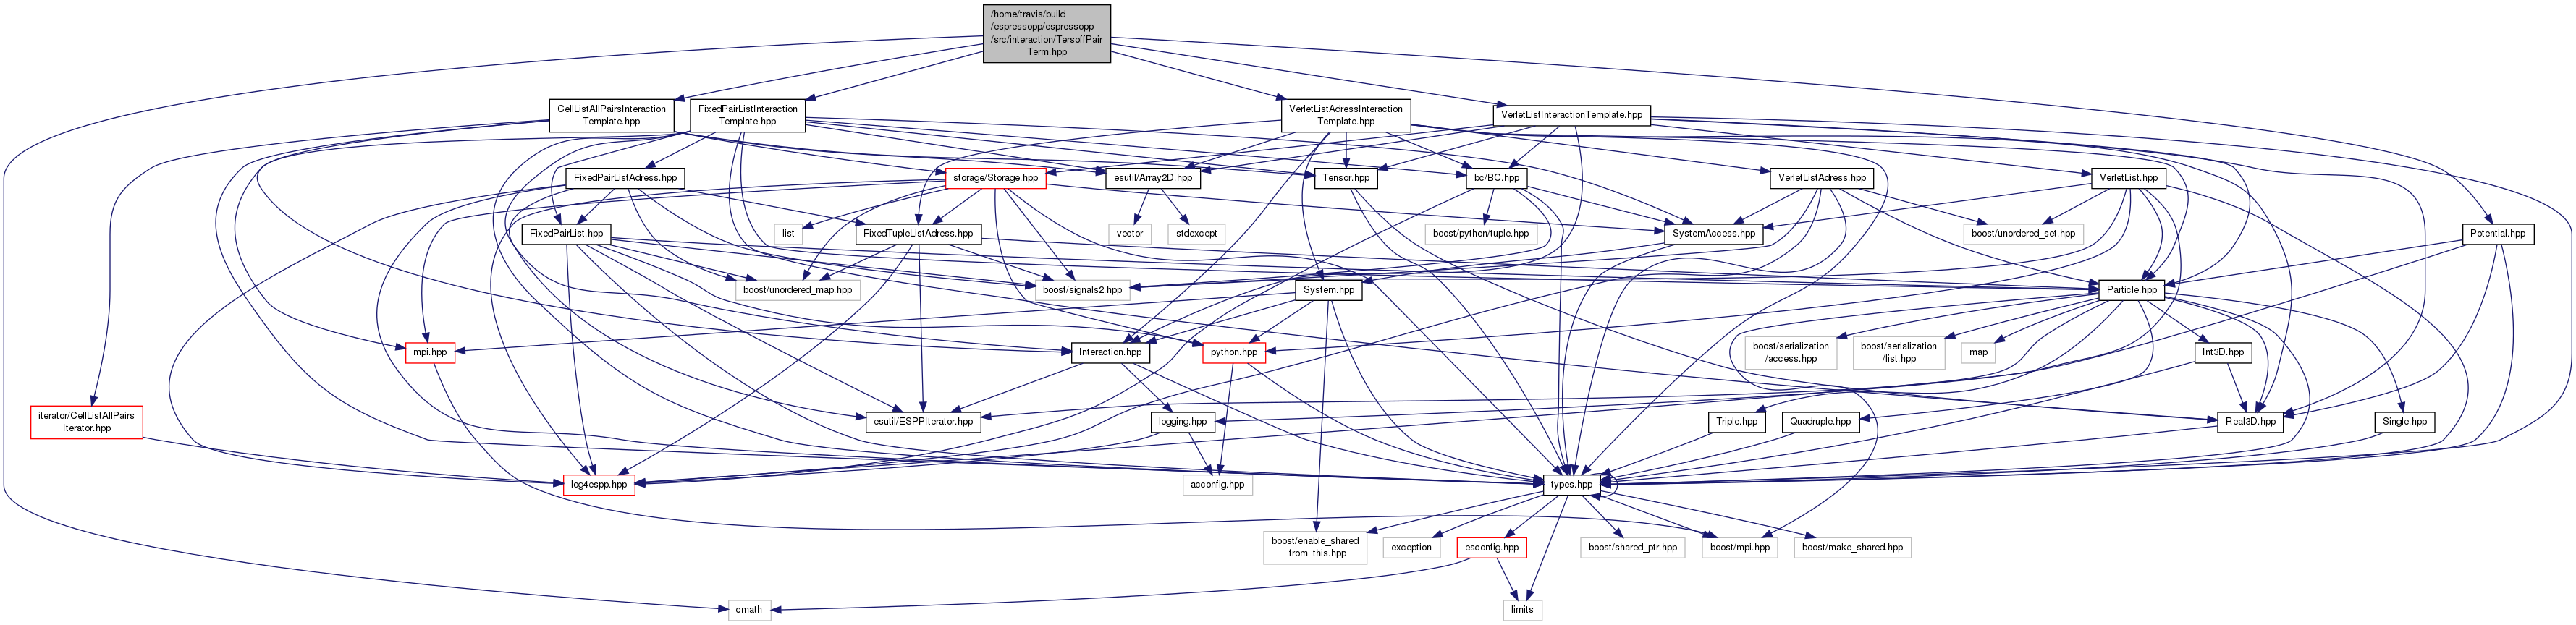 /home/travis/build
/espressopp/espressopp
/src/interaction/TersoffPair
Term.hpp
CellListAllPairsInteraction
Template.hpp
FixedPairListInteraction
Template.hpp
VerletListAdressInteraction
Template.hpp
VerletListInteractionTemplate.hpp
FixedPairListAdress.hpp
storage/Storage.hpp
esutil/Array2D.hpp
Tensor.hpp
bc/BC.hpp
VerletListAdress.hpp
VerletList.hpp
FixedPairList.hpp
list
FixedTupleListAdress.hpp
vector
stdexcept
boost/python/tuple.hpp
SystemAccess.hpp
boost/unordered_set.hpp
Potential.hpp
boost/unordered_map.hpp
boost/signals2.hpp
System.hpp
Particle.hpp
mpi.hpp
Interaction.hpp
python.hpp
boost/serialization
/access.hpp
boost/serialization
/list.hpp
map
Int3D.hpp
iterator/CellListAllPairs
Iterator.hpp
esutil/ESPPIterator.hpp
logging.hpp
Triple.hpp
Quadruple.hpp
Real3D.hpp
Single.hpp
log4espp.hpp
acconfig.hpp
types.hpp
boost/enable_shared
_from_this.hpp
exception
esconfig.hpp
boost/shared_ptr.hpp
boost/mpi.hpp
boost/make_shared.hpp
cmath
limits